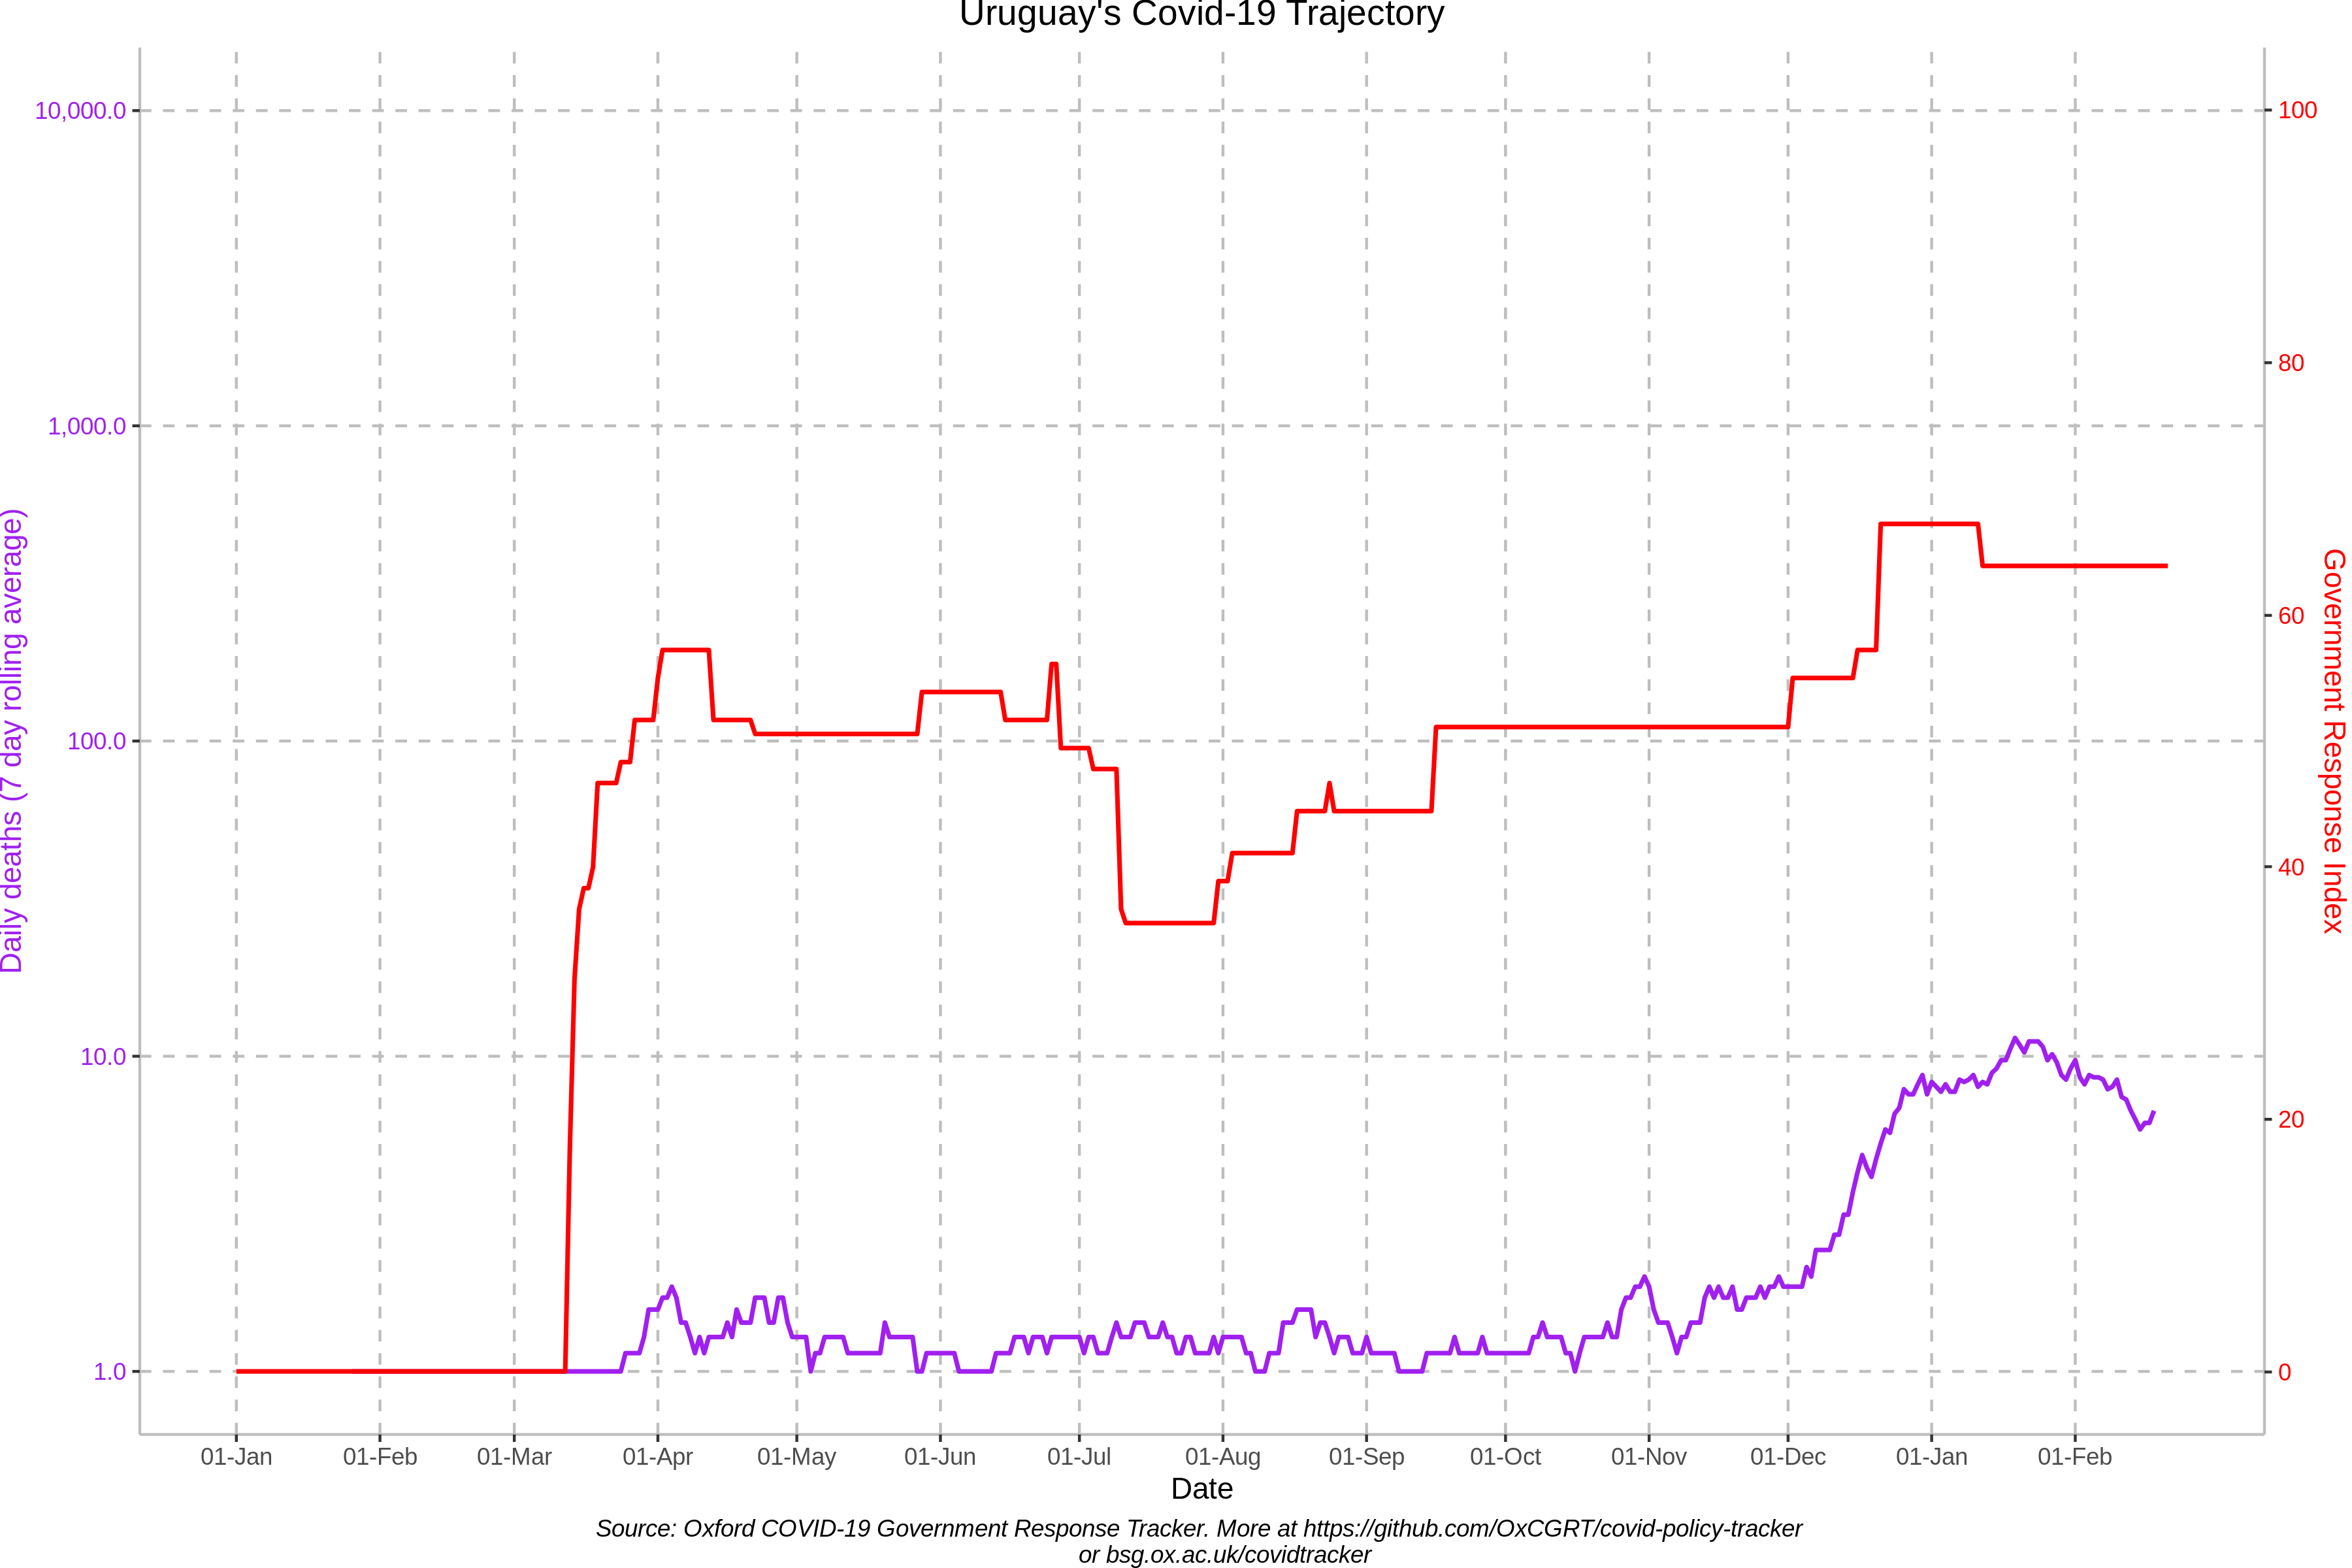 Uruguay's Covid-19 Trajectory
10,000.0
1,000.0
100.0
10.0
1.0
Daily deaths (7 day rolling average)
100
80
60
40
20
0
Government Response Index
01-Jan
01-Feb
01-Mar
01-Apr
01-May
01-Jun
01-Jul
01-Aug
01-Sep
01-Oct
01-Nov
01-Dec
01-Jan
01-Feb
Date
Source: Oxford COVID-19 Government Response Tracker. More at https://github.com/OxCGRT/covid-policy-tracker
or bsg.ox.ac.uk/covidtracker